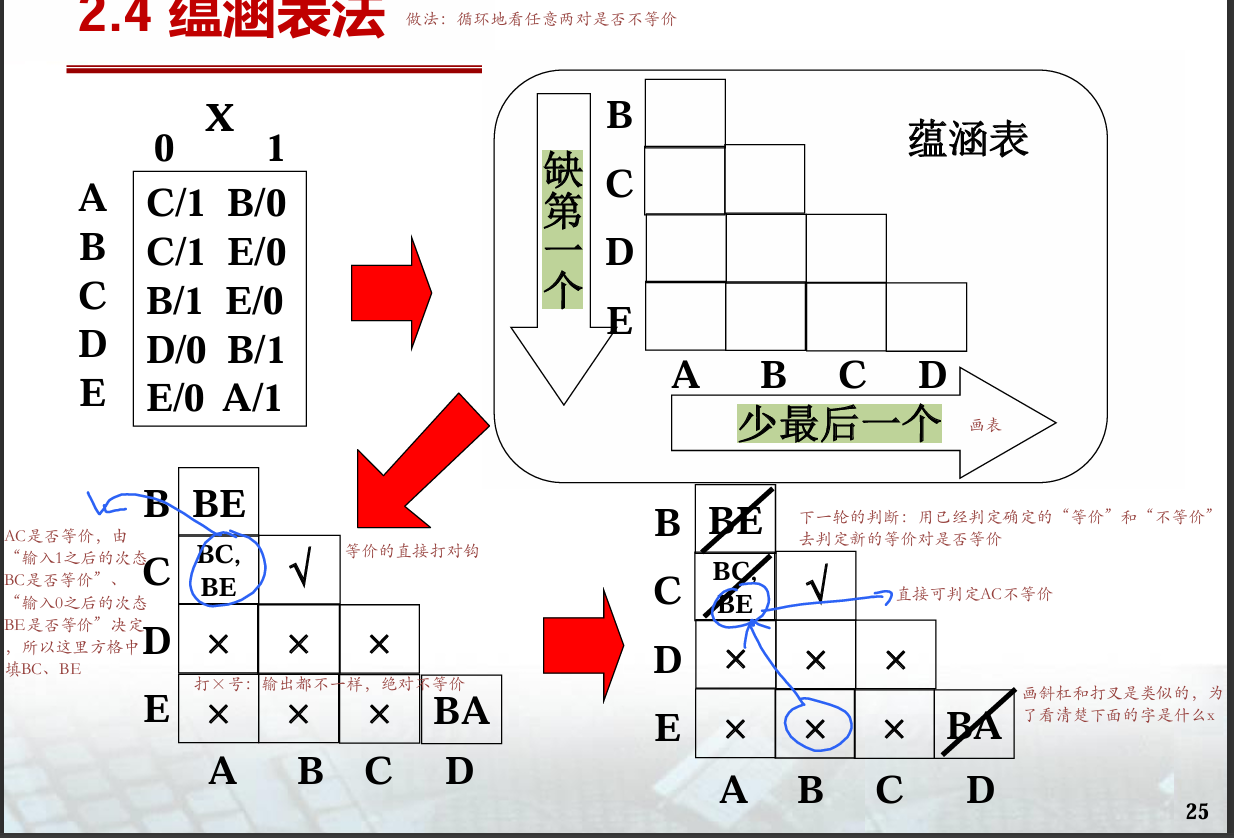 2.4 蕴涵表法
做法：循环地看任意两对是否不等价
X
0 1
A C/1 B/0
B C/1 E/0
C B/1 E/0
D D/0 B/1
E E/0 A/1
缺第一个
B
C
D
E
A B C D
蕴涵表
少最后一个
画表
B BE
C BC, BE √
D × × ×
E × × × BA
A B C D
AC是否等价，由
“输入1之后的次态
BC是否等价”、
“输入0之后的次态
BE是否等价”决定
，所以这里方格中
填BC、BE
等价的直接打对钩
打×号：输出都不一样，绝对不等价
B BE
C BC, BE √
D × × ×
E × × × BA
A B C D
下一轮的判断：用已经判定确定的“等价”和“不等价”
去判定新的等价对是否等价
直接可判定AC不等价
画斜杠和打叉是类似的，为
了看清楚下面的字是什么x
25